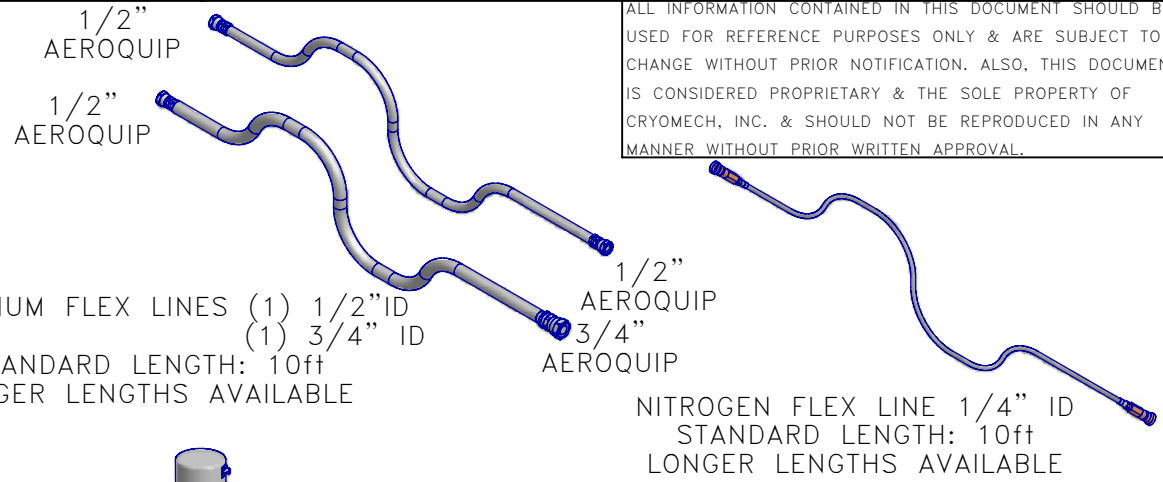 1/2"
AEROQUIP
1/2"
AEROQUIP
ALL INFORMATION CONTAINED IN THIS DOCUMENT SHOULD B
USED FOR REFERENCE PURPOSES ONLY & ARE SUBJECT TO
CHANGE WITHOUT PRIOR NOTIFICATION. ALSO, THIS DOCUMEN
IS CONSIDERED PROPRIETARY & THE SOLE PROPERTY OF
CRYOMECH, INC. & SHOULD NOT BE REPRODUCED IN ANY
MANNER WITHOUT PRIOR WRITTEN APPROVAL.
1/2"
AEROQUIP
3/4"
AEROQUIP
IUM FLEX LINES (1) 1/2"ID
(1) 3/4" ID
ANDARD LENGTH: 10ft
GER LENGTHS AVAILABLE
NITROGEN FLEX LINE 1/4" ID
STANDARD LENGTH: 10ft
LONGER LENGTHS AVAILABLE